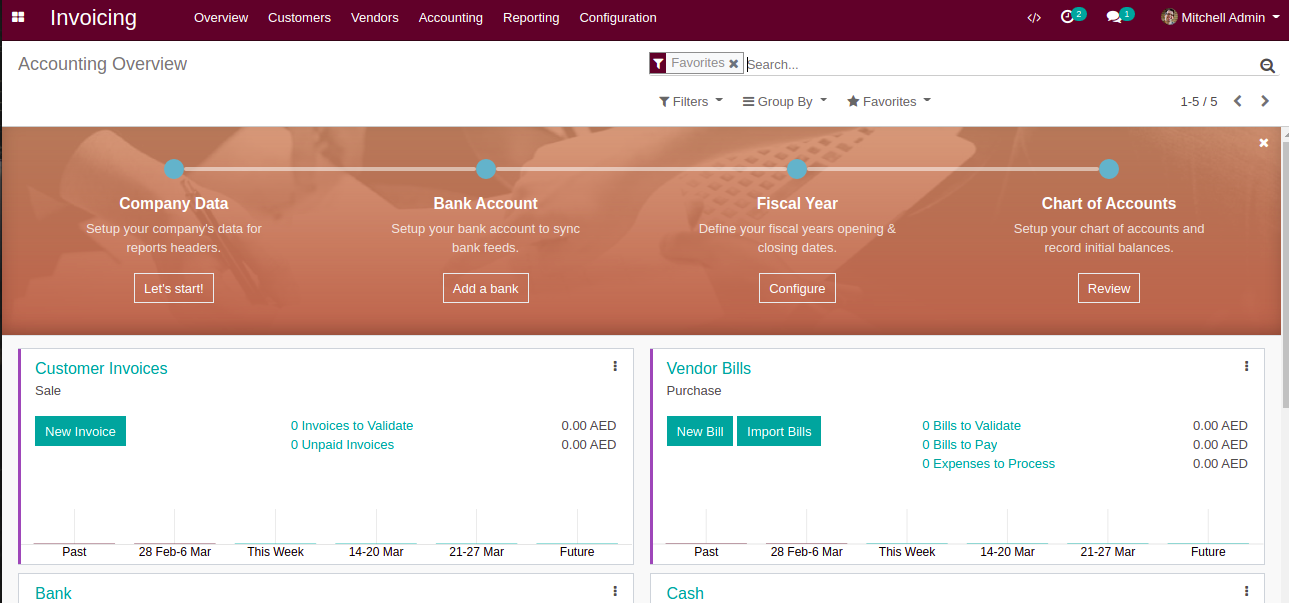 Invoicing Overview Customers Vendors Accounting Reporting Configuration </> 2 1 Mitchell Admin
Accounting Overview
Favorites Search...
Filters Group By Favorites 1-5 / 5
Company Data Bank Account Fiscal Year Chart of Accounts
Setup your company's data for Setup your bank account to sync Define your fiscal years opening & Setup your chart of accounts and
reports headers. bank feeds. closing dates. record initial balances.
Let's start! Add a bank Configure Review
Customer Invoices Vendor Bills
Sale Purchase
New Invoice 0 Invoices to Validate 0.00 AED New Bill Import Bills 0 Bills to Validate 0.00 AED
0 Unpaid Invoices 0.00 AED 0 Bills to Pay 0.00 AED
0 Expenses to Process 0.00 AED
Past 28 Feb-6 Mar This Week 14-20 Mar 21-27 Mar Future Past 28 Feb-6 Mar This Week 14-20 Mar 21-27 Mar Future
Bank Cash